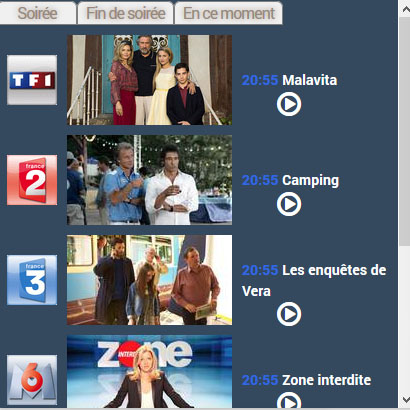 Soirée
Fin de soirée
En ce moment
TF1
20:55 Malavita
france
2
20:55 Camping
france
3
20:55 Les enquêtes de
Vera
6
ZONE
INTERDITE
20:55 Zone interdite